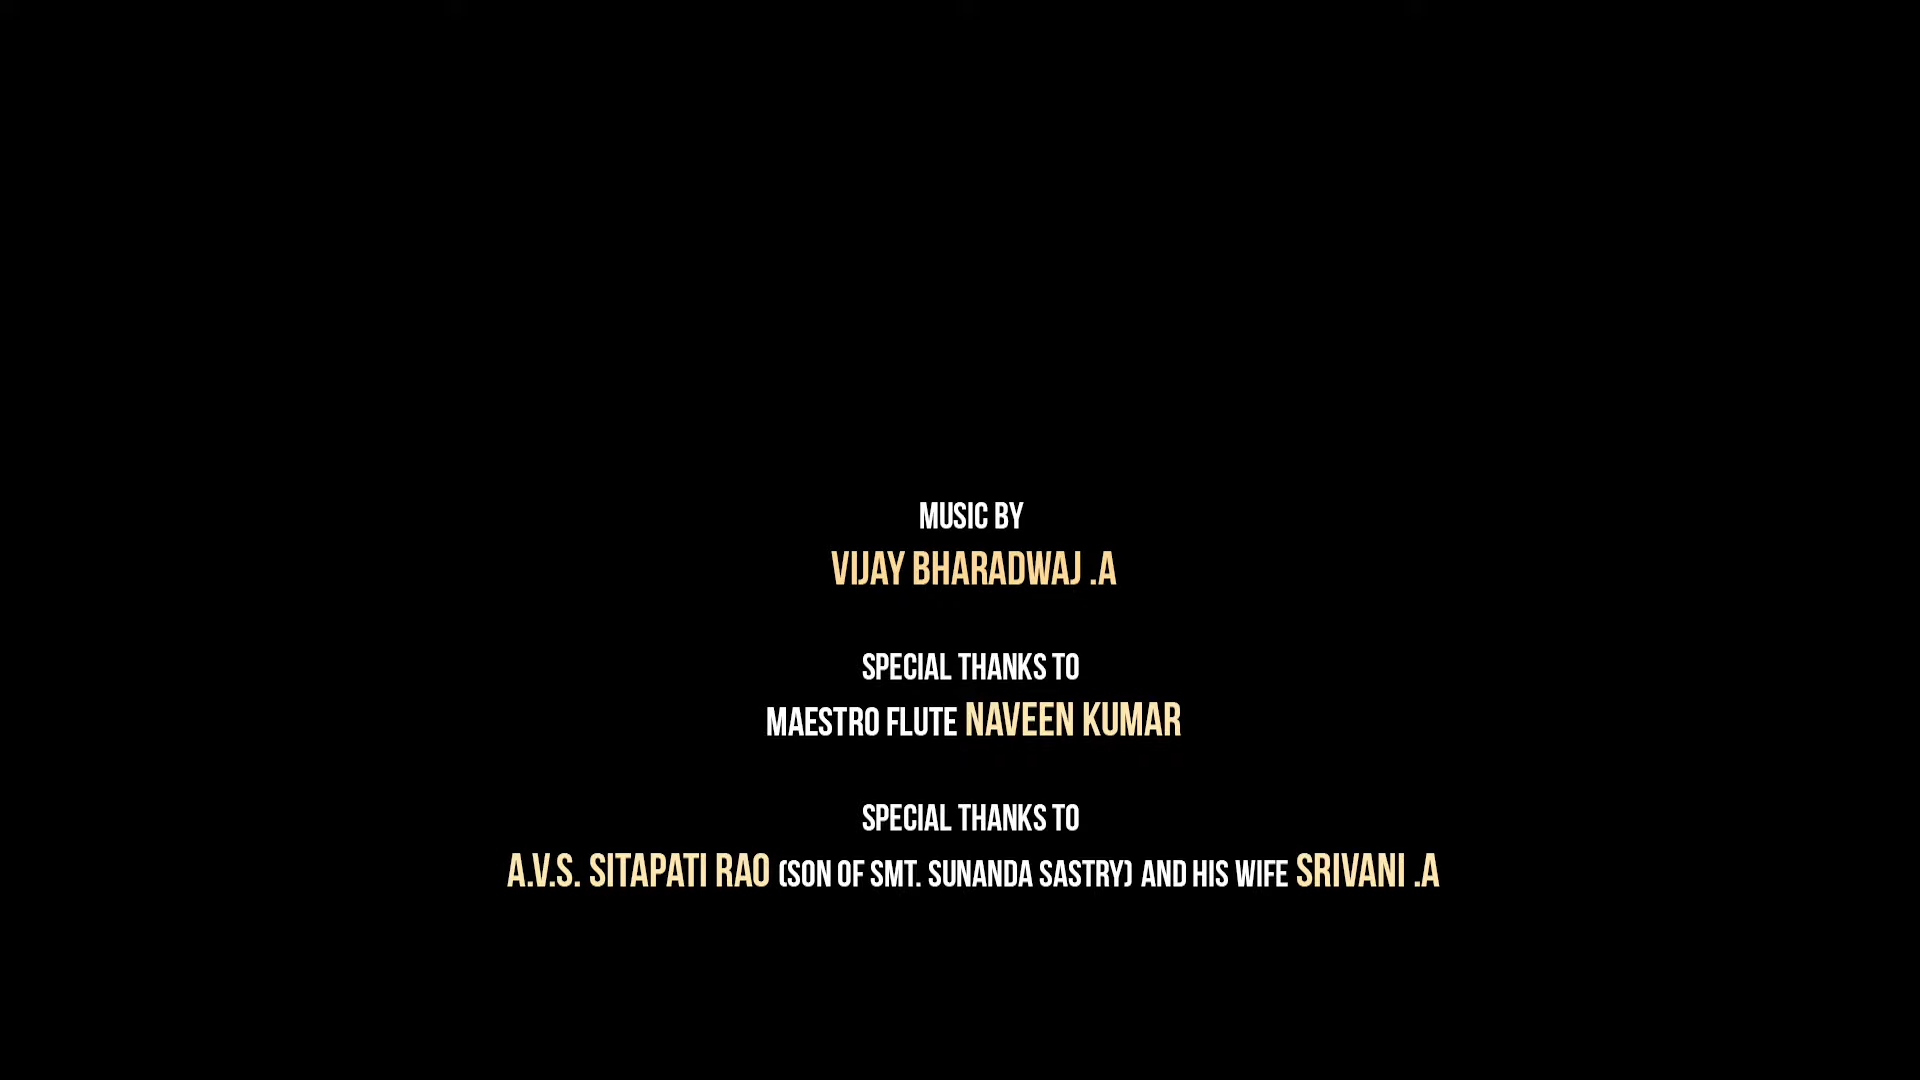 MUSIC BY
VIJAY BHARADWAJ .A
SPECIAL THANKS TO
MAESTRO FLUTE NAVEEN KUMAR
SPECIAL THANKS TO
A.V.S. SITAPATI RAO (SON OF SMT. SUNANDA SASTRY) AND HIS WIFE SRIVANI .A